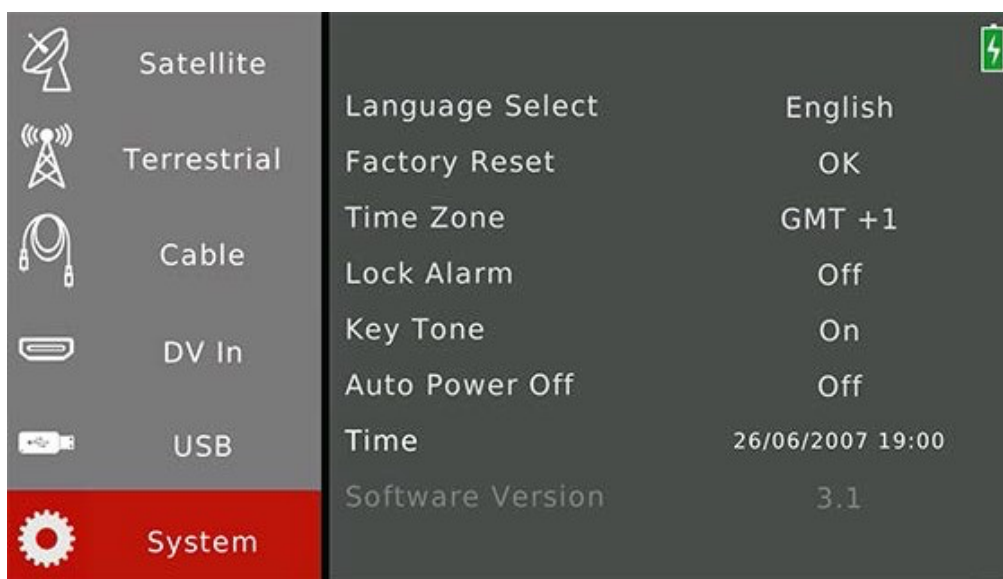 Satellite
Terrestrial
Cable
DV In
USB
System
Language Select English
Factory Reset OK
Time Zone GMT +1
Lock Alarm Off
Key Tone On
Auto Power Off Off
Time 26/06/2007 19:00
Software Version 3.1